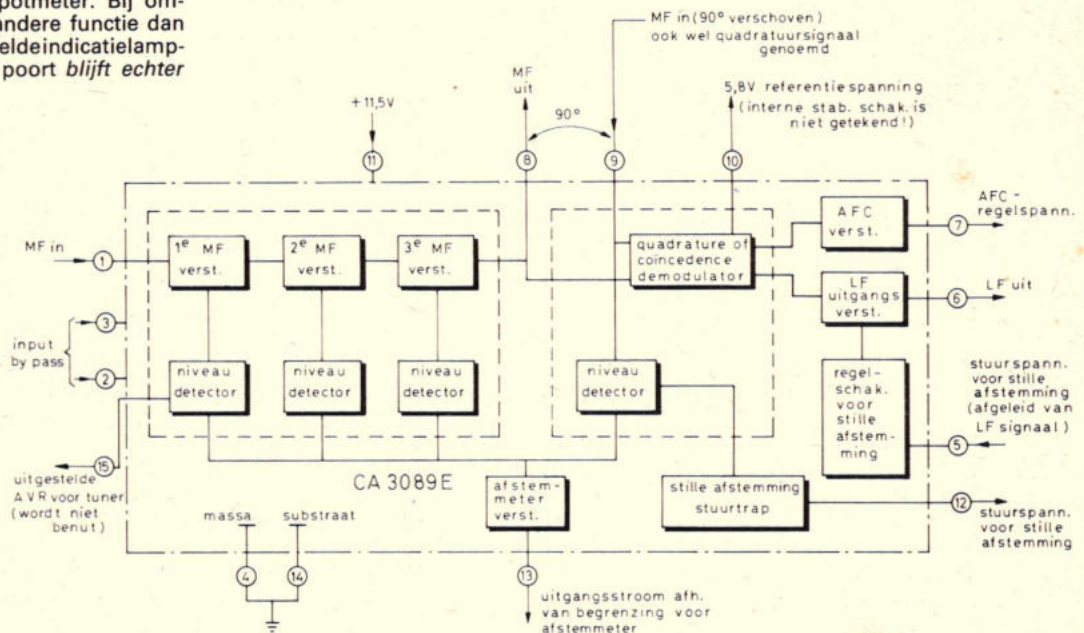 potmeter. Bij om-
andere functie dan
eldeindicatielamp-
poort blijft echter
MF in (90° verschoven)
ook wel quadratuursignaal
genoemd
MF
uit
90°
5,8V referentiespanning
(interne stab. schak. is
niet getekend!)
+11,5V
11
8
9
10
MF in
1
1e MF
verst.
2e MF
verst.
3e MF
verst.
quadrature of
coïncedence
demodulator
AFC
verst.
7
AFC -
regelspann.
LF
uitgangs
verst.
6
LF uit
3
input
by pass
2
niveau
detector
niveau
detector
niveau
detector
niveau
detector
regel-
schak.
voor
stille
afstem-
ming
stuurspann.
voor stille
afstemming
(afgeleid van
LF signaal)
5
15
uitgestelde
AVR voor tuner
(wordt niet
benut)
CA 3089E
afstem-
meter
verst.
stille afstemming
stuurtrap
12
stuurspann.
voor stille
afstemming
massa
substraat
4
14
13
uitgangsstroom afh.
van begrenzing voor
afstemmeter